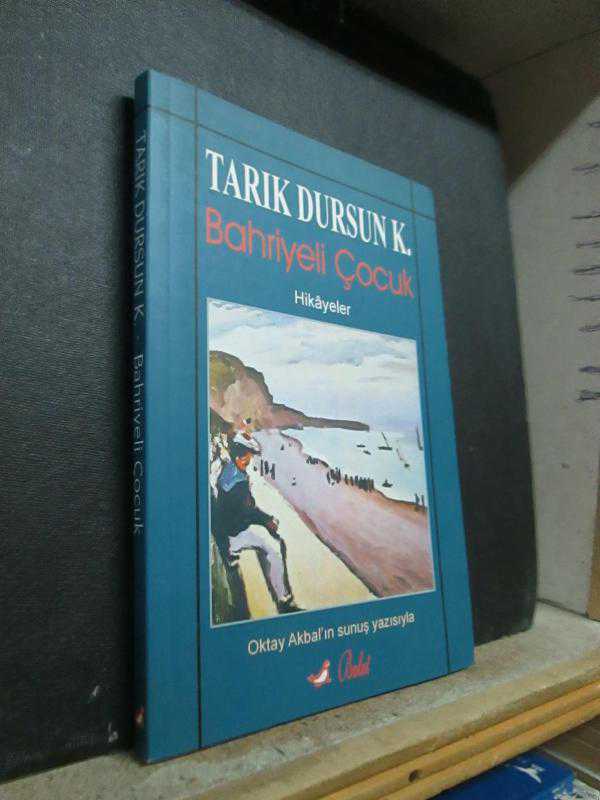 TARIK DURSUN K.
Bahriyeli Çocuk
Hikâyeler
Oktay Akbal'ın sunuş yazısıyla
Bulut
TARIK DURSUN K. - Bahriyeli Çocuk